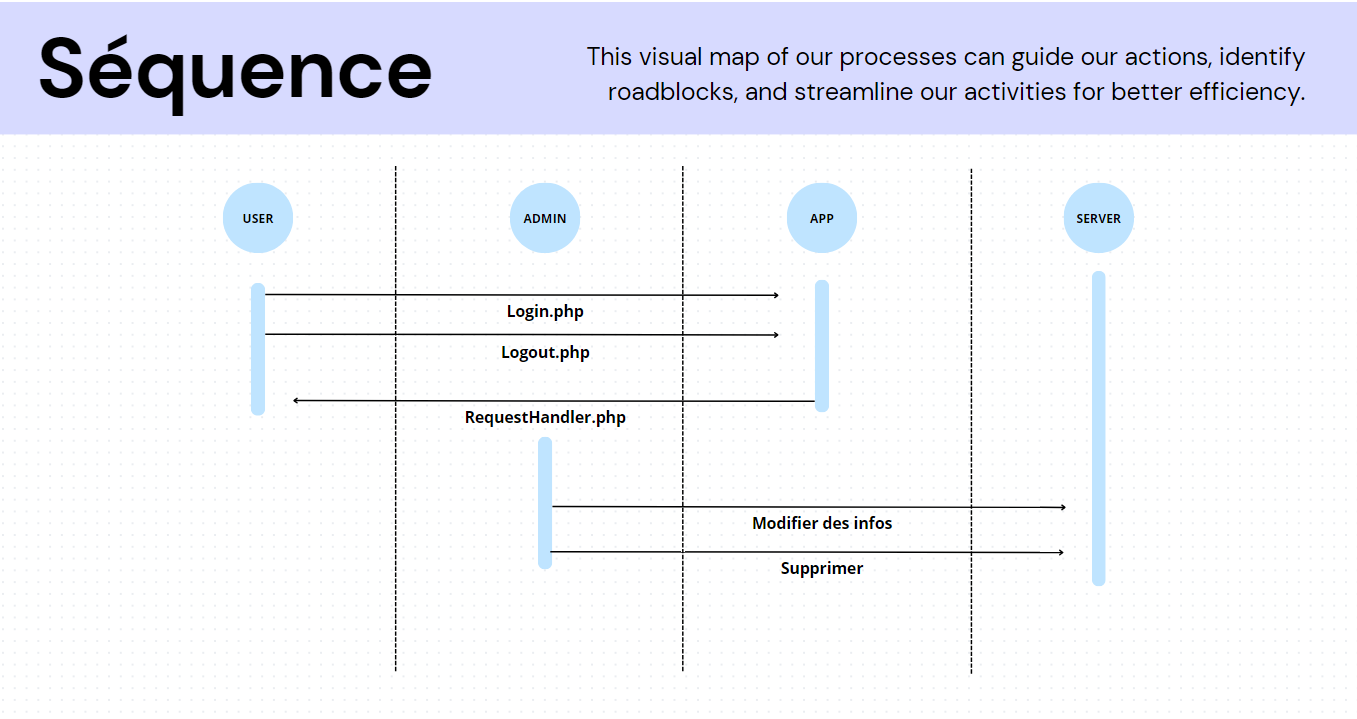 Séquence
This visual map of our processes can guide our actions, identify
roadblocks, and streamline our activities for better efficiency.
USER
ADMIN
APP
SERVER
Login.php
Logout.php
RequestHandler.php
Modifier des infos
Supprimer